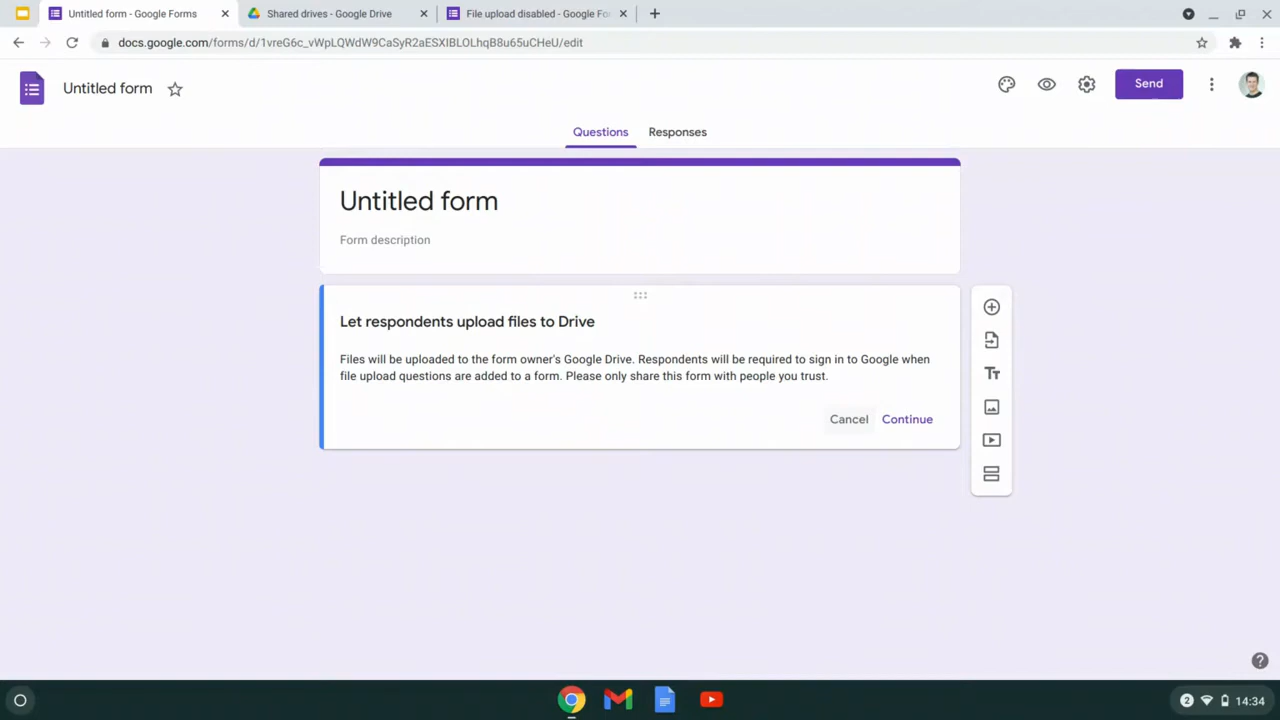 Untitled form - Google Forms
Shared drives - Google Drive
File upload disabled - Google Fo
docs.google.com/forms/d/1vreG6c_vWpLQWdW9CaSyR2aESXIBLOLhqB8u65uCHeU/edit
Untitled form
Send
Questions
Responses
Untitled form
Form description
Let respondents upload files to Drive
Files will be uploaded to the form owner's Google Drive. Respondents will be required to sign in to Google when
file upload questions are added to a form. Please only share this form with people you trust.
Cancel
Continue
Tт
2
14:34